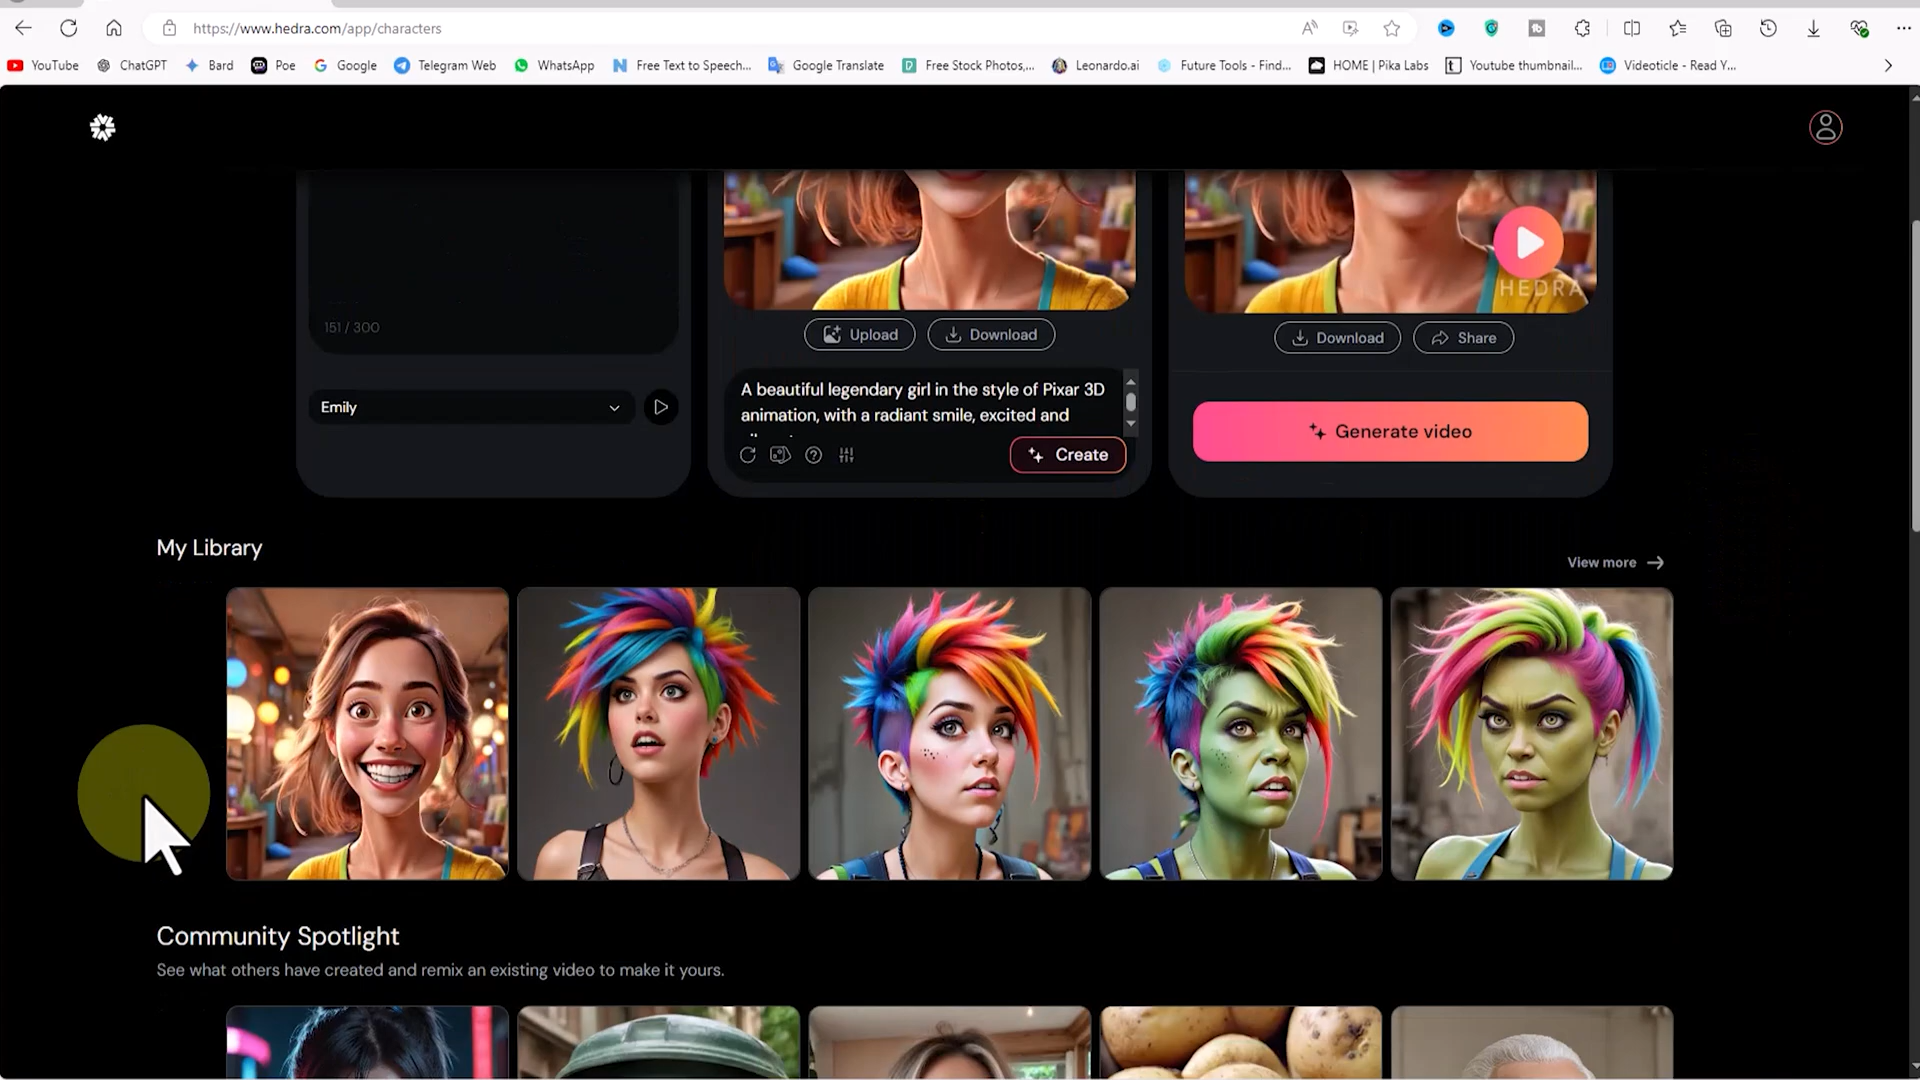 https://www.hedra.com/app/characters
YouTube
ChatGPT
Bard
Poe
Google
Telegram Web
WhatsApp
Free Text to Speech...
Google Translate
Free Stock Photos,...
Leonardo.ai
Future Tools - Find...
HOME | Pika Labs
Youtube thumbnail...
Videoticle - Read Y...
HEDRA
151 / 300
Upload
Download
Download
Share
Emily
A beautiful legendary girl in the style of Pixar 3D
animation, with a radiant smile, excited and
Create
Generate video
My Library
View more
Community Spotlight
See what others have created and remix an existing video to make it yours.